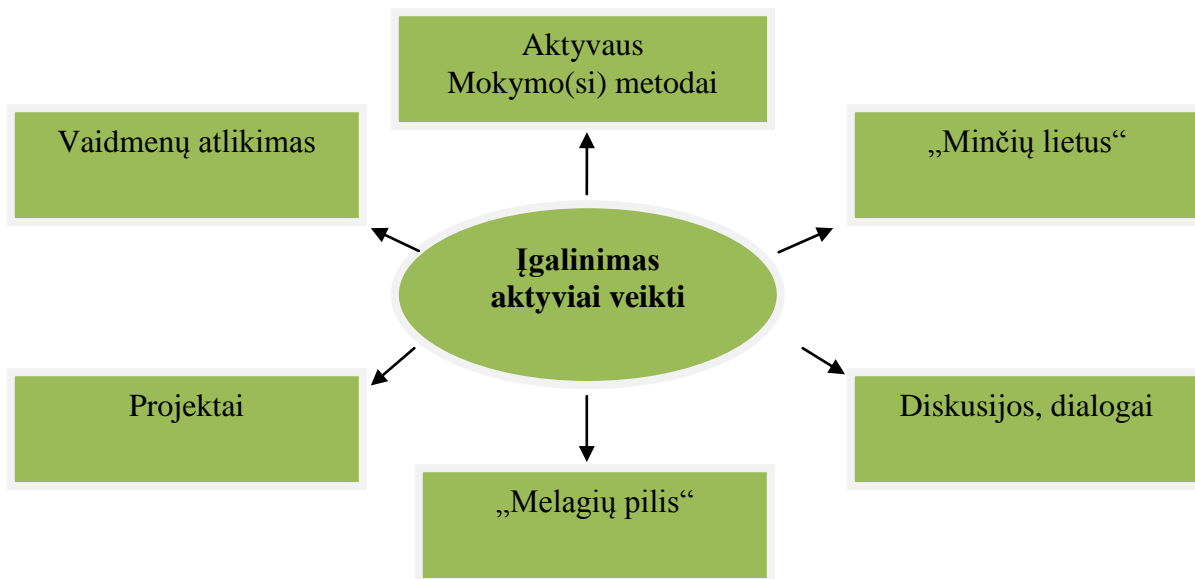 Aktyvaus
Mokymo(si) metodai
Vaidmenų atlikimas
„Minčių lietus“
Įgalinimas
aktyviai veikti
Projektai
Diskusijos, dialogai
„Melagių pilis“